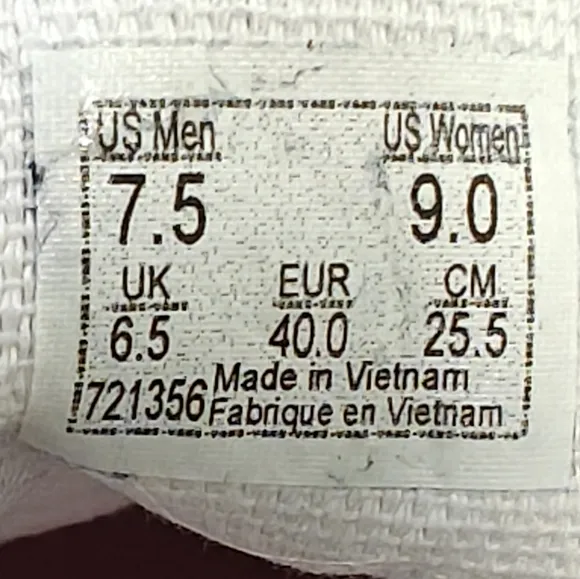 US Men US Women
7.5 9.0
UK EUR CM
6.5 40.0 25.5
721356 Made in Vietnam
Fabrique en Vietnam